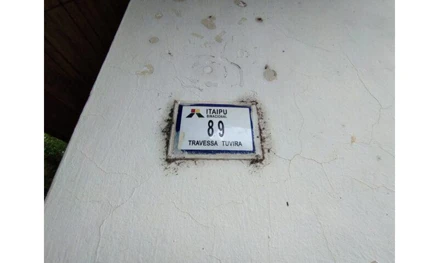 ITAIPU
BINACIONAL
89
TRAVESSA TUVIRA